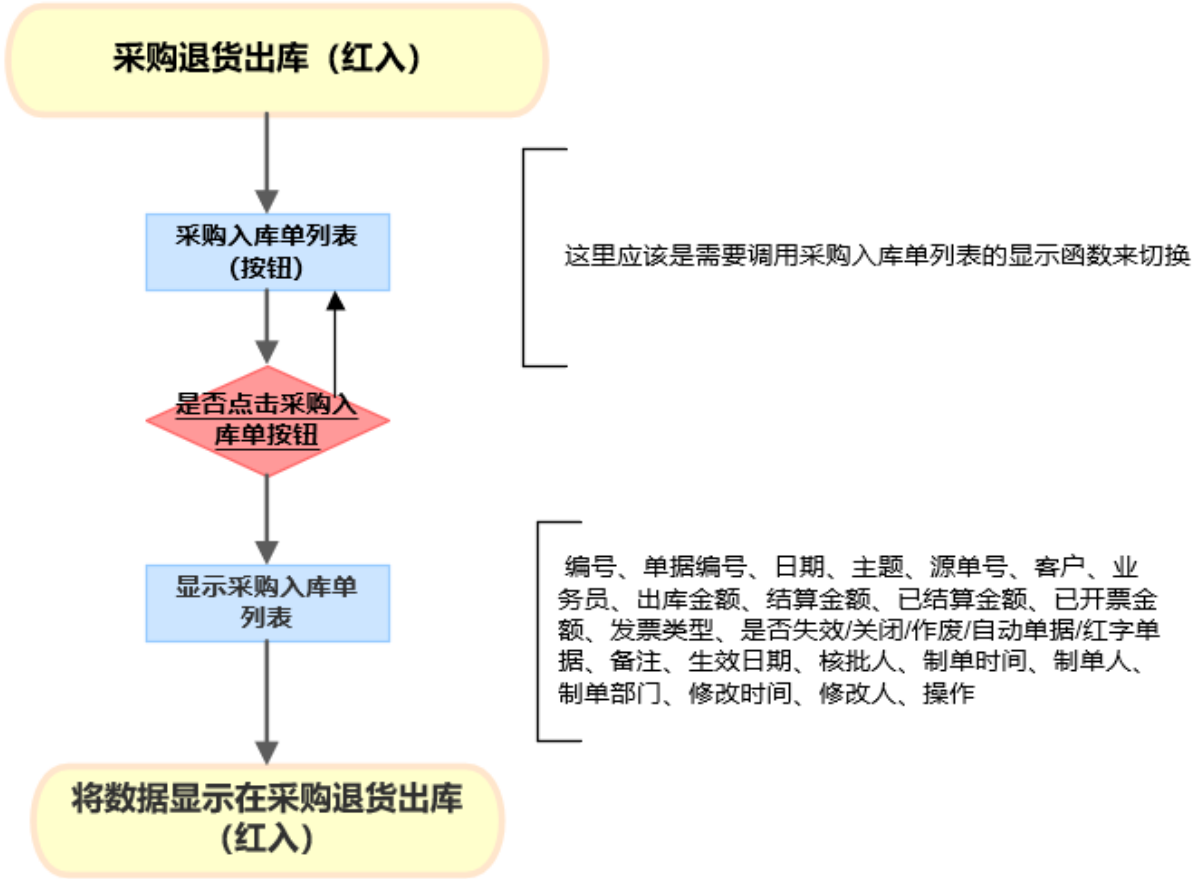 采购退货出库（红入）
采购入库单列表
(按钮)
这里应该是需要调用采购入库单列表的显示函数来切换
是否点击采购入
库单按钮
显示采购入库单
列表
编号、单据编号、日期、主题、源单号、客户、业
务员、出库金额、结算金额、已结算金额、已开票金
额、发票类型、是否失效/关闭/作废/自动单据/红字单
据、备注、生效日期、核批人、制单时间、制单人、
制单部门、修改时间、修改人、操作
将数据显示在采购退货出库
（红入）